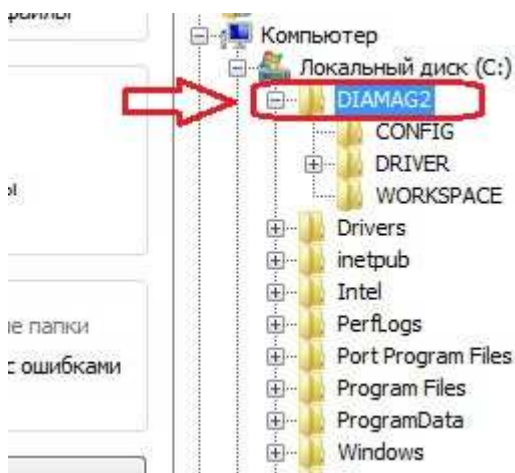 Компьютер
Локальный диск (C:)
DIAMAG2
CONFIG
DRIVER
WORKSPACE
Drivers
inetpub
Intel
PerfLogs
е папки
Port Program Files
с ошибками
Program Files
ProgramData
Windows